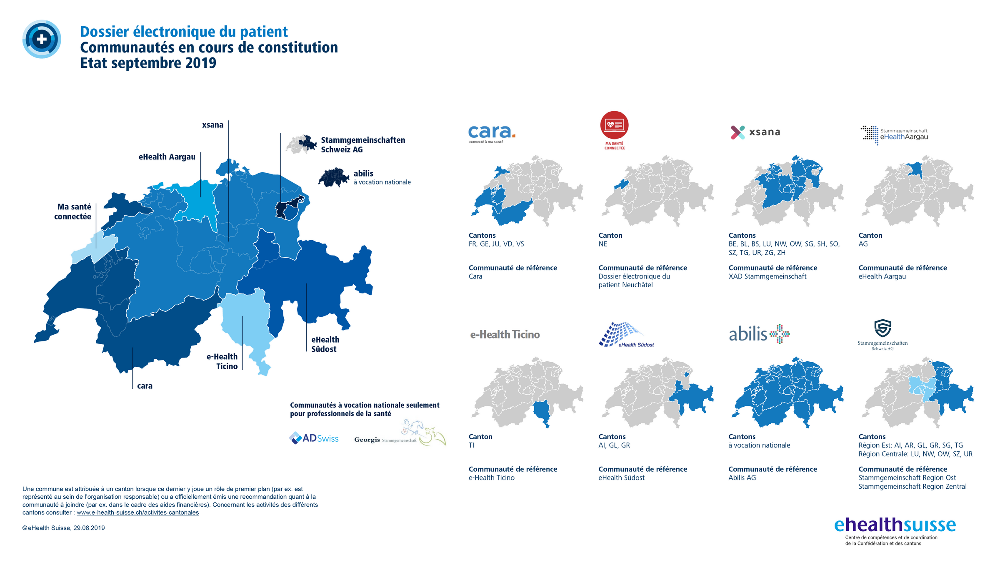 Dossier électronique du patient
Communautés en cours de constitution
Etat septembre 2019
xsana
Stammgemeinschaften
Schweiz AG
eHealth Aargau
abilis
à vocation nationale
Ma santé
connectée
eHealth
Südost
e-Health
Ticino
cara
Communautés à vocation nationale seulement
pour professionnels de la santé
ADSwiss
Georgis Stammgemeinschaft
cara.
connecté à ma santé
Cantons
FR, GE, JU, VD, VS
Communauté de référence
Cara
MA SANTÉ
CONNECTÉE
Canton
NE
Communauté de référence
Dossier électronique du
patient Neuchâtel
xsana
Cantons
BE, BL, BS, LU, NW, OW, SG, SH, SO,
SZ, TG, UR, ZG, ZH
Communauté de référence
XAD Stammgemeinschaft
Stammgemeinschaft
eHealthAargau
Canton
AG
Communauté de référence
eHealth Aargau
e-Health Ticino
Canton
TI
Communauté de référence
e-Health Ticino
eHealth Südost
Cantons
AI, GL, GR
Communauté de référence
eHealth Südost
abilis
Cantons
à vocation nationale
Communauté de référence
Abilis AG
Stammgemeinschaften
Schweiz AG
Cantons
Région Est: AI, AR, GL, GR, SG, TG
Région Centrale: LU, NW, OW, SZ, UR
Communauté de référence
Stammgemeinschaft Region Ost
Stammgemeinschaft Region Zentral
Une commune est attribuée à un canton lorsque ce dernier y joue un rôle de premier plan (par ex. est
représenté au sein de l'organisation responsable) ou a officiellement émis une recommandation quant à la
communauté à joindre (par ex. dans le cadre des aides financières). Concernant les activités des différents
cantons consulter : www.e-health-suisse.ch/activites-cantonales
© eHealth Suisse, 29.08.2019
ehealthsuisse
Centre de compétences et de coordination
de la Confédération et des cantons